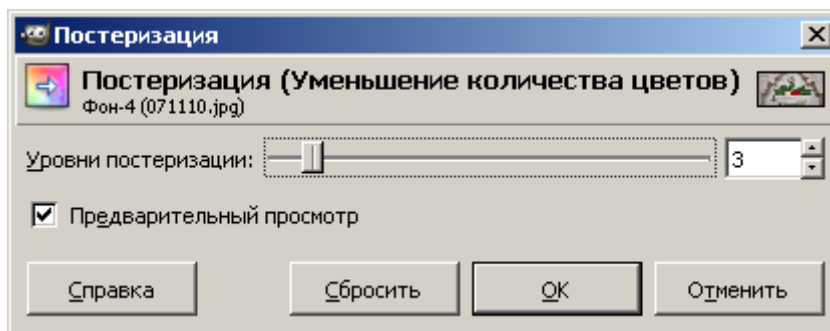 Постеризация
Постеризация (Уменьшение количества цветов)
Фон-4 (071110.jpg)
Уровни постеризации: 3
Предварительный просмотр
Справка Сбросить OK Отменить